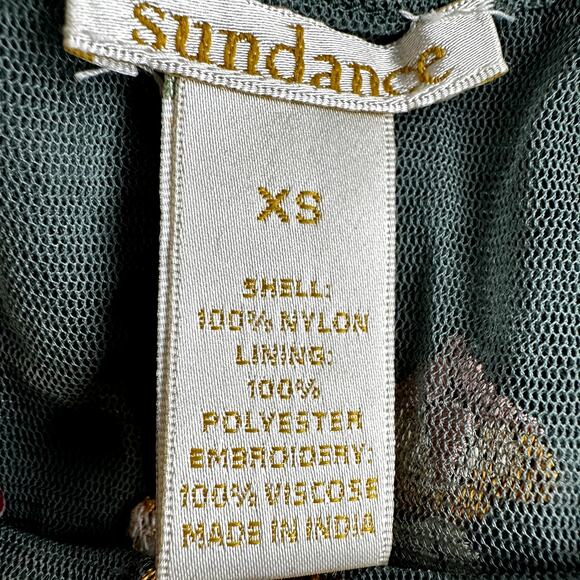 sundance
XS
SHELL:
100% NYLON
LINING:
100%
POLYESTER
EMBROIDERY:
100% VISCOSE
MADE IN INDIA